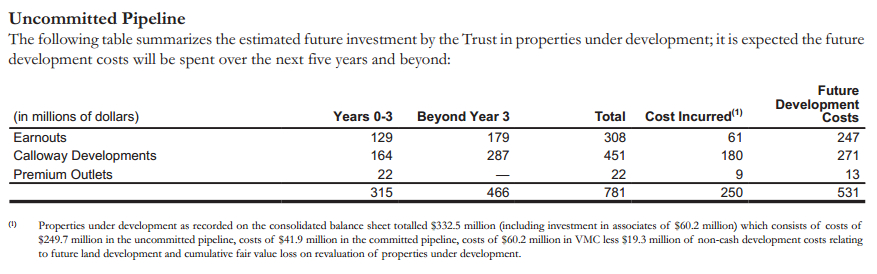 Uncommitted Pipeline
The following table summarizes the estimated future investment by the Trust in properties under development; it is expected the future
development costs will be spent over the next five years and beyond:
Future
Development
(in millions of dollars) Years 0-3 Beyond Year 3 Total Cost Incurred(1) Costs
Earnouts 129 179 308 61 247
Calloway Developments 164 287 451 180 271
Premium Outlets 22 — 22 9 13
315 466 781 250 531
(1) Properties under development as recorded on the consolidated balance sheet totalled $332.5 million (including investment in associates of $60.2 million) which consists of costs of
$249.7 million in the uncommitted pipeline, costs of $41.9 million in the committed pipeline, costs of $60.2 million in VMC less $19.3 million of non-cash development costs relating
to future land development and cumulative fair value loss on revaluation of properties under development.